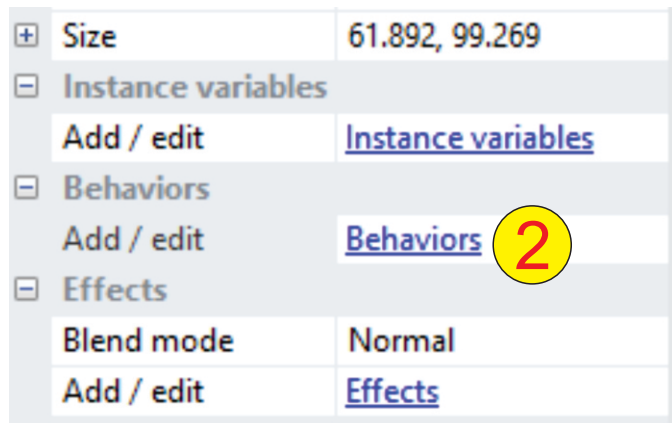 Size 61.892, 99.269
Instance variables
Add / edit Instance variables
Behaviors
Add / edit Behaviors 2
Effects
Blend mode Normal
Add / edit Effects